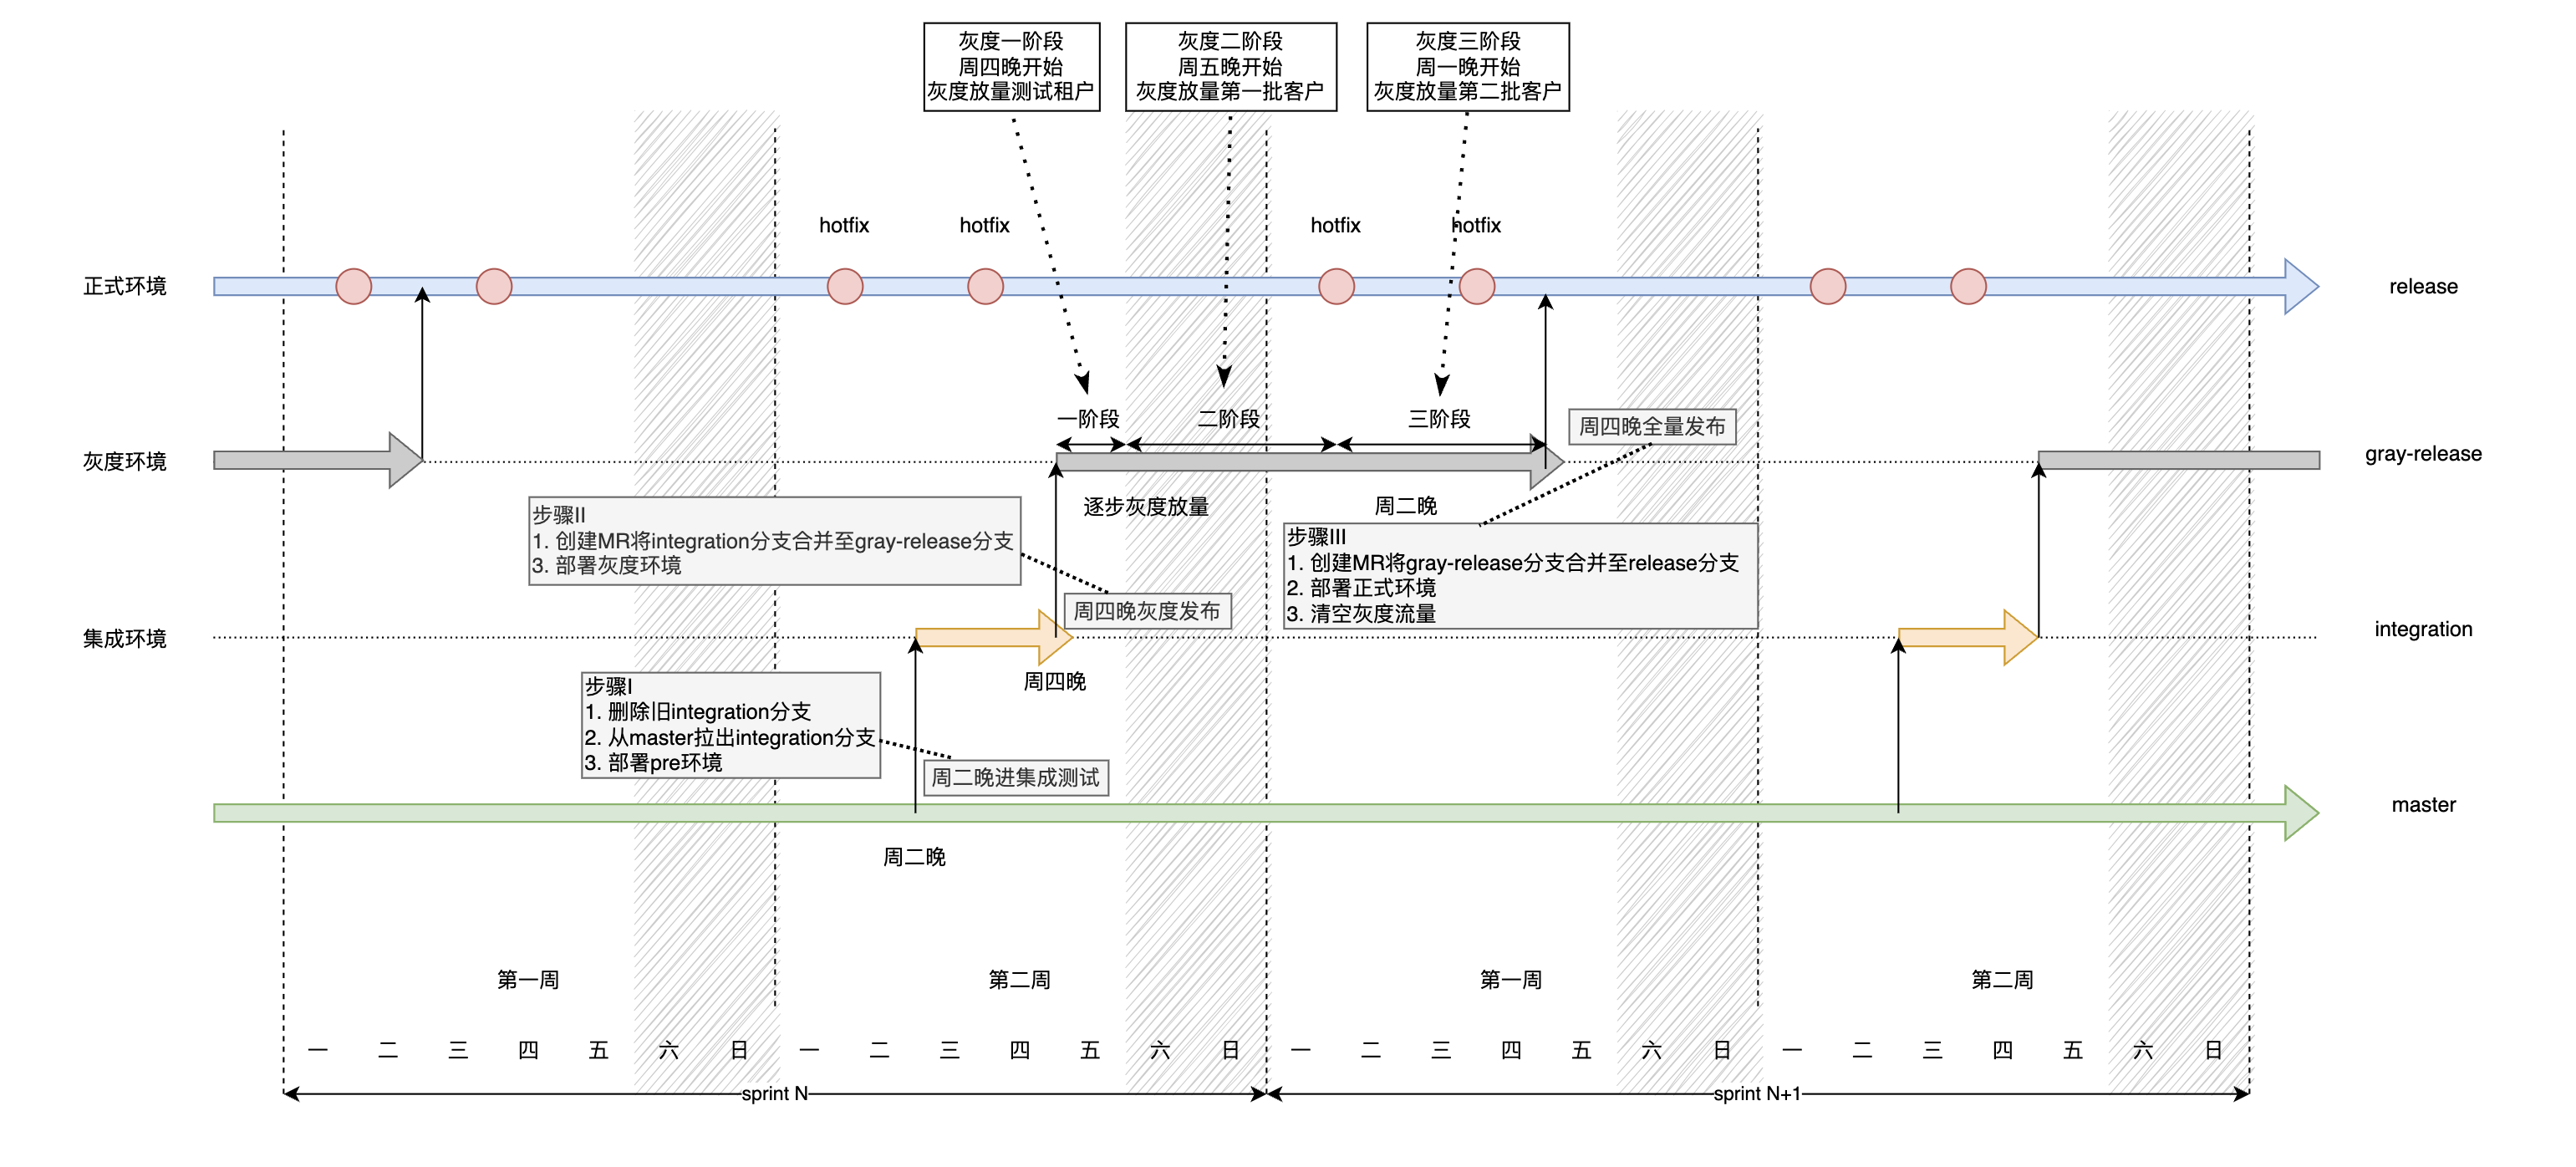 灰度一阶段
周四晚开始
灰度放量测试租户
灰度二阶段
周五晚开始
灰度放量第一批客户
灰度三阶段
周一晚开始
灰度放量第二批客户
hotfix
hotfix
hotfix
hotfix
正式环境
release
一阶段
二阶段
三阶段
周四晚全量发布
灰度环境
gray-release
逐步灰度放量
周二晚
步骤II
1. 创建MR将integration分支合并至gray-release分支
3. 部署灰度环境
步骤III
1. 创建MR将gray-release分支合并至release分支
2. 部署正式环境
3. 清空灰度流量
周四晚灰度发布
集成环境
integration
周四晚
步骤I
1. 删除旧integration分支
2. 从master拉出integration分支
3. 部署pre环境
周二晚进集成测试
master
周二晚
第一周
第二周
第一周
第二周
一 二 三 四 五 六 日 一 二 三 四 五 六 日 一 二 三 四 五 六 日 一 二 三 四 五 六 日
sprint N
sprint N+1